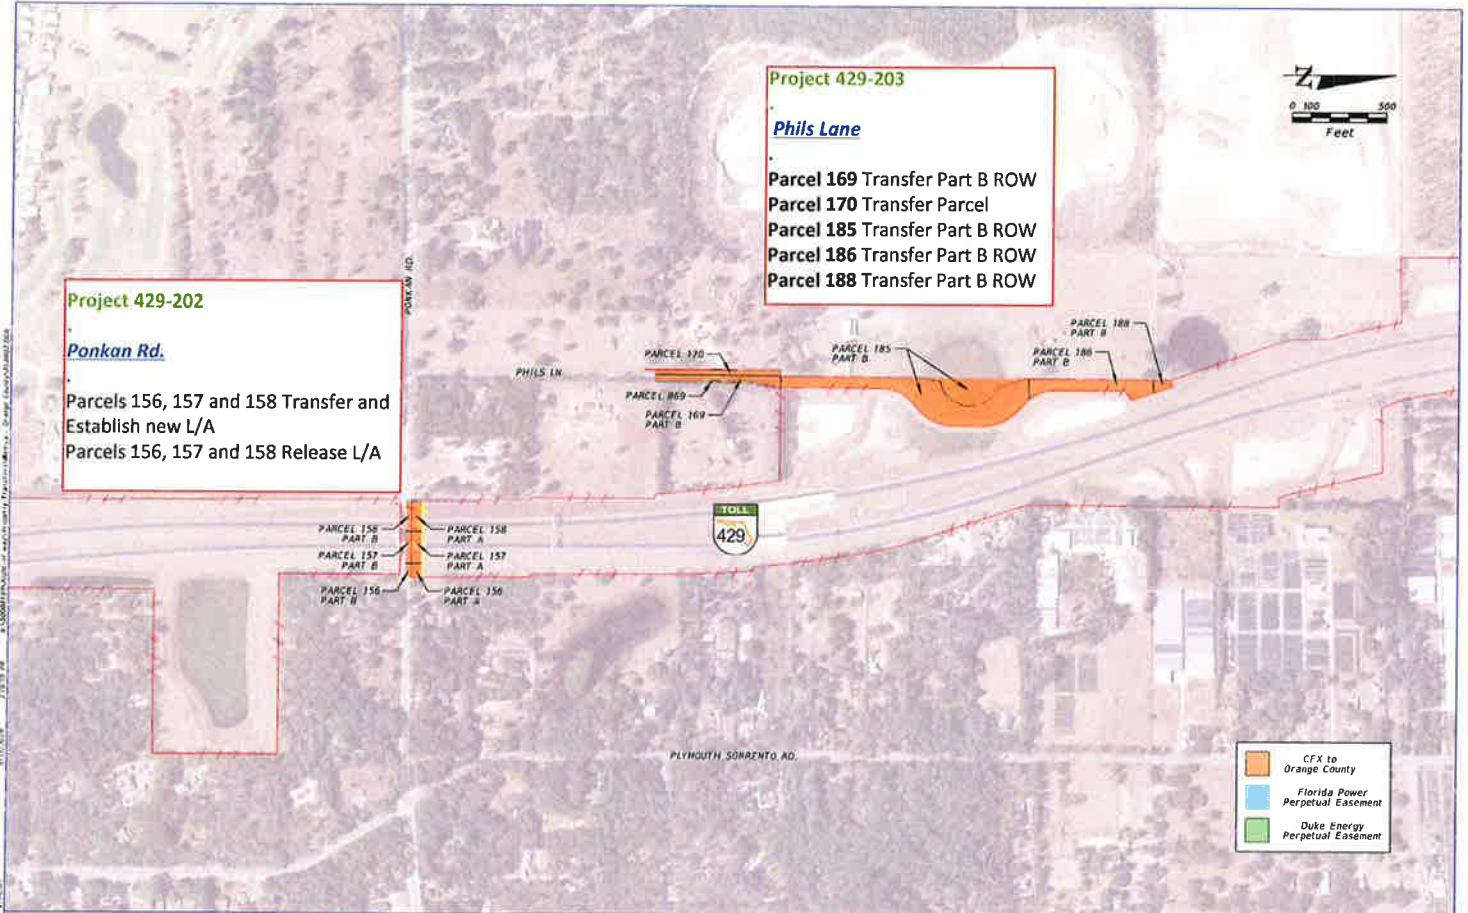 Project 429-203
.
Phils Lane
.
Parcel 169 Transfer Part B ROW
Parcel 170 Transfer Parcel
Parcel 185 Transfer Part B ROW
Parcel 186 Transfer Part B ROW
Parcel 188 Transfer Part B ROW
Z
0 100 500
Feet
Project 429-202
.
Ponkan Rd.
.
Parcels 156, 157 and 158 Transfer and
Establish new L/A
Parcels 156, 157 and 158 Release L/A
PONKAN RD.
PHILS LN
PARCEL 170
PARCEL 869
PARCEL 169
PART B
PARCEL 185
PART B
PARCEL 186
PART B
PARCEL 188
PART B
PARCEL 158
PART B
PARCEL 158
PART A
PARCEL 157
PART B
PARCEL 157
PART A
PARCEL 156
PART B
PARCEL 156
PART A
TOLL
429
PLYMOUTH SORRENTO RD.
CFX to
Orange County
Florida Power
Perpetual Easement
Duke Energy
Perpetual Easement